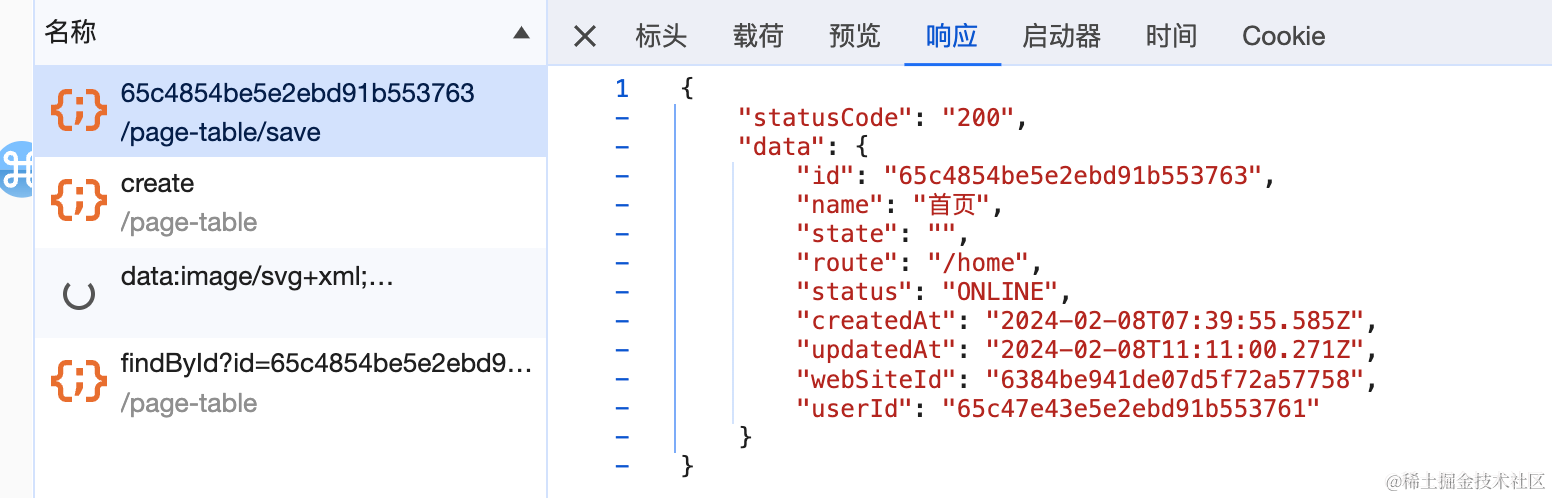 名称
65c4854be5e2ebd91b553763
/page-table/save
create
/page-table
data:image/svg+xml;…
findById?id=65c4854be5e2ebd9…
/page-table
标头 载荷 预览 响应 启动器 时间 Cookie
1 {
"statusCode": "200",
"data": {
"id": "65c4854be5e2ebd91b553763",
"name": "首页",
"state": "",
"route": "/home",
"status": "ONLINE",
"createdAt": "2024-02-08T07:39:55.585Z",
"updatedAt": "2024-02-08T11:11:00.271Z",
"webSiteId": "6384be941de07d5f72a57758",
"userId": "65c47e43e5e2ebd91b553761"
}
}
@稀土掘金技术社区